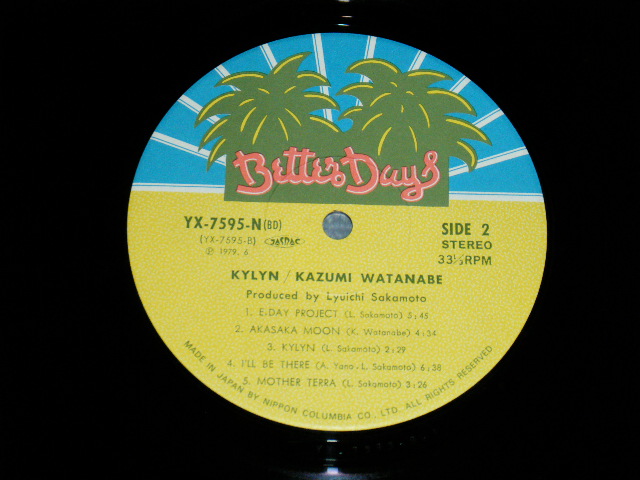 Better Days
YX-7595-N(BD)
(YX-7595-B) JASRAC
Ⓟ 1979. 6
SIDE 2
STEREO
33⅓RPM
KYLYN / KAZUMI WATANABE
Produced by Lyuichi Sakamoto
1. E-DAY PROJECT (L. Sakamoto) 5:45
2. AKASAKA MOON (K. Watanabe) 4:34
3. KYLYN (L. Sakamoto) 2:29
4. I'LL BE THERE (A. Yano - L. Sakamoto) 6:38
5. MOTHER TERRA (L. Sakamoto) 3:26
MADE IN JAPAN BY NIPPON COLUMBIA CO., LTD. ALL RIGHTS RESERVED